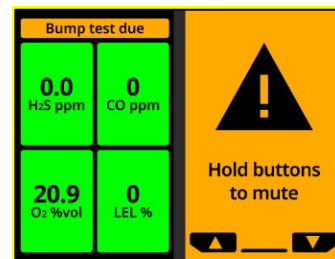 Bump test due
0.0
H₂S ppm
0
CO ppm
20.9
O₂ %vol
0
LEL %
!
Hold buttons
to mute